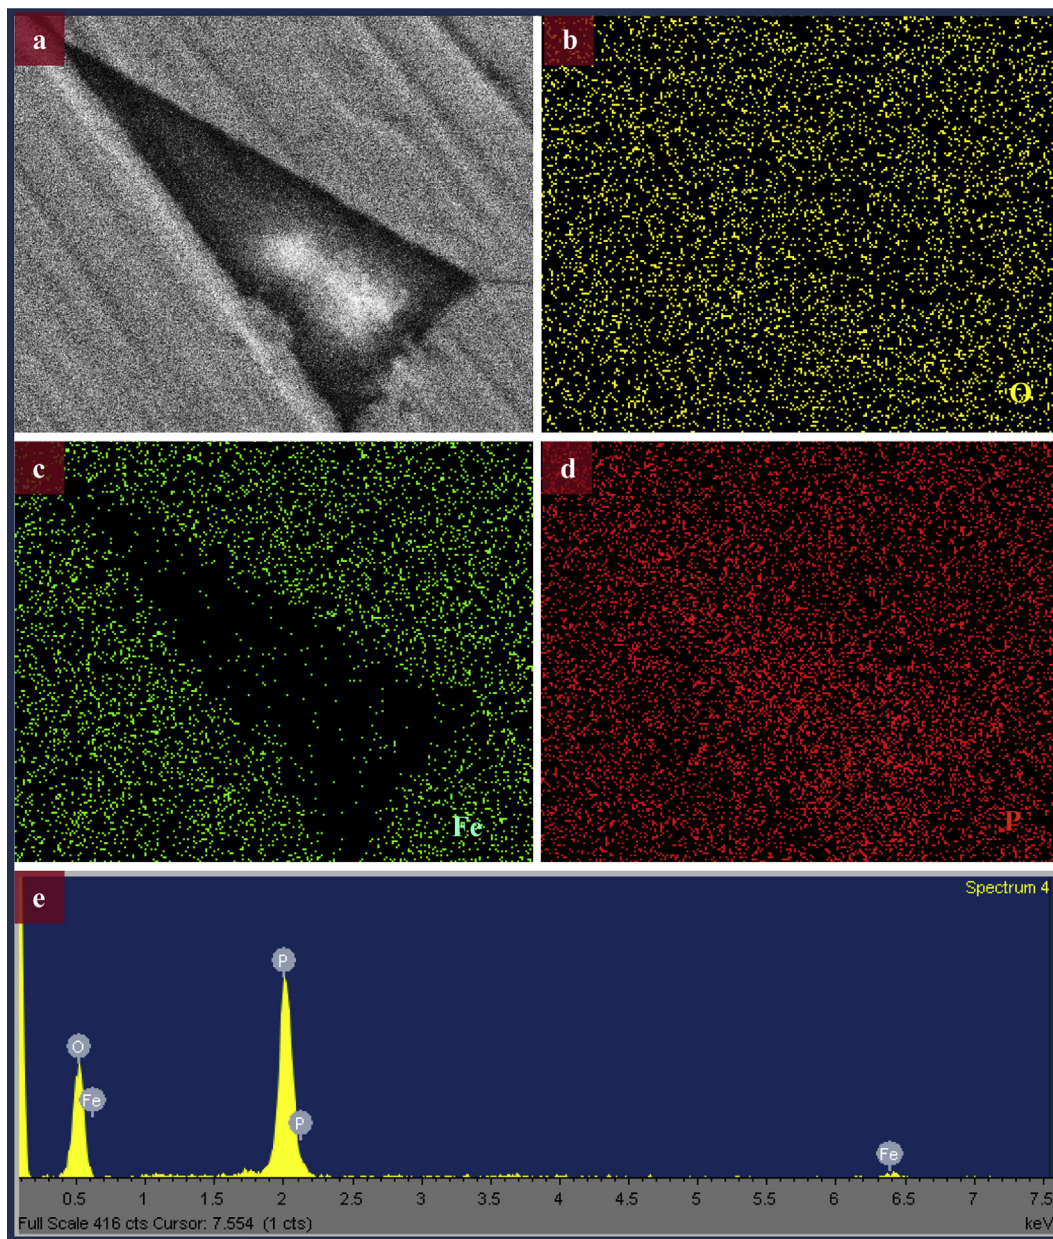 a
b
O
c
Fe
d
P
e
Spectrum 4
P
O
Fe
P
Fe
0.5 1 1.5 2 2.5 3 3.5 4 4.5 5 5.5 6 6.5 7 7.5
Full Scale 416 cts Cursor: 7.554 (1 cts) keV